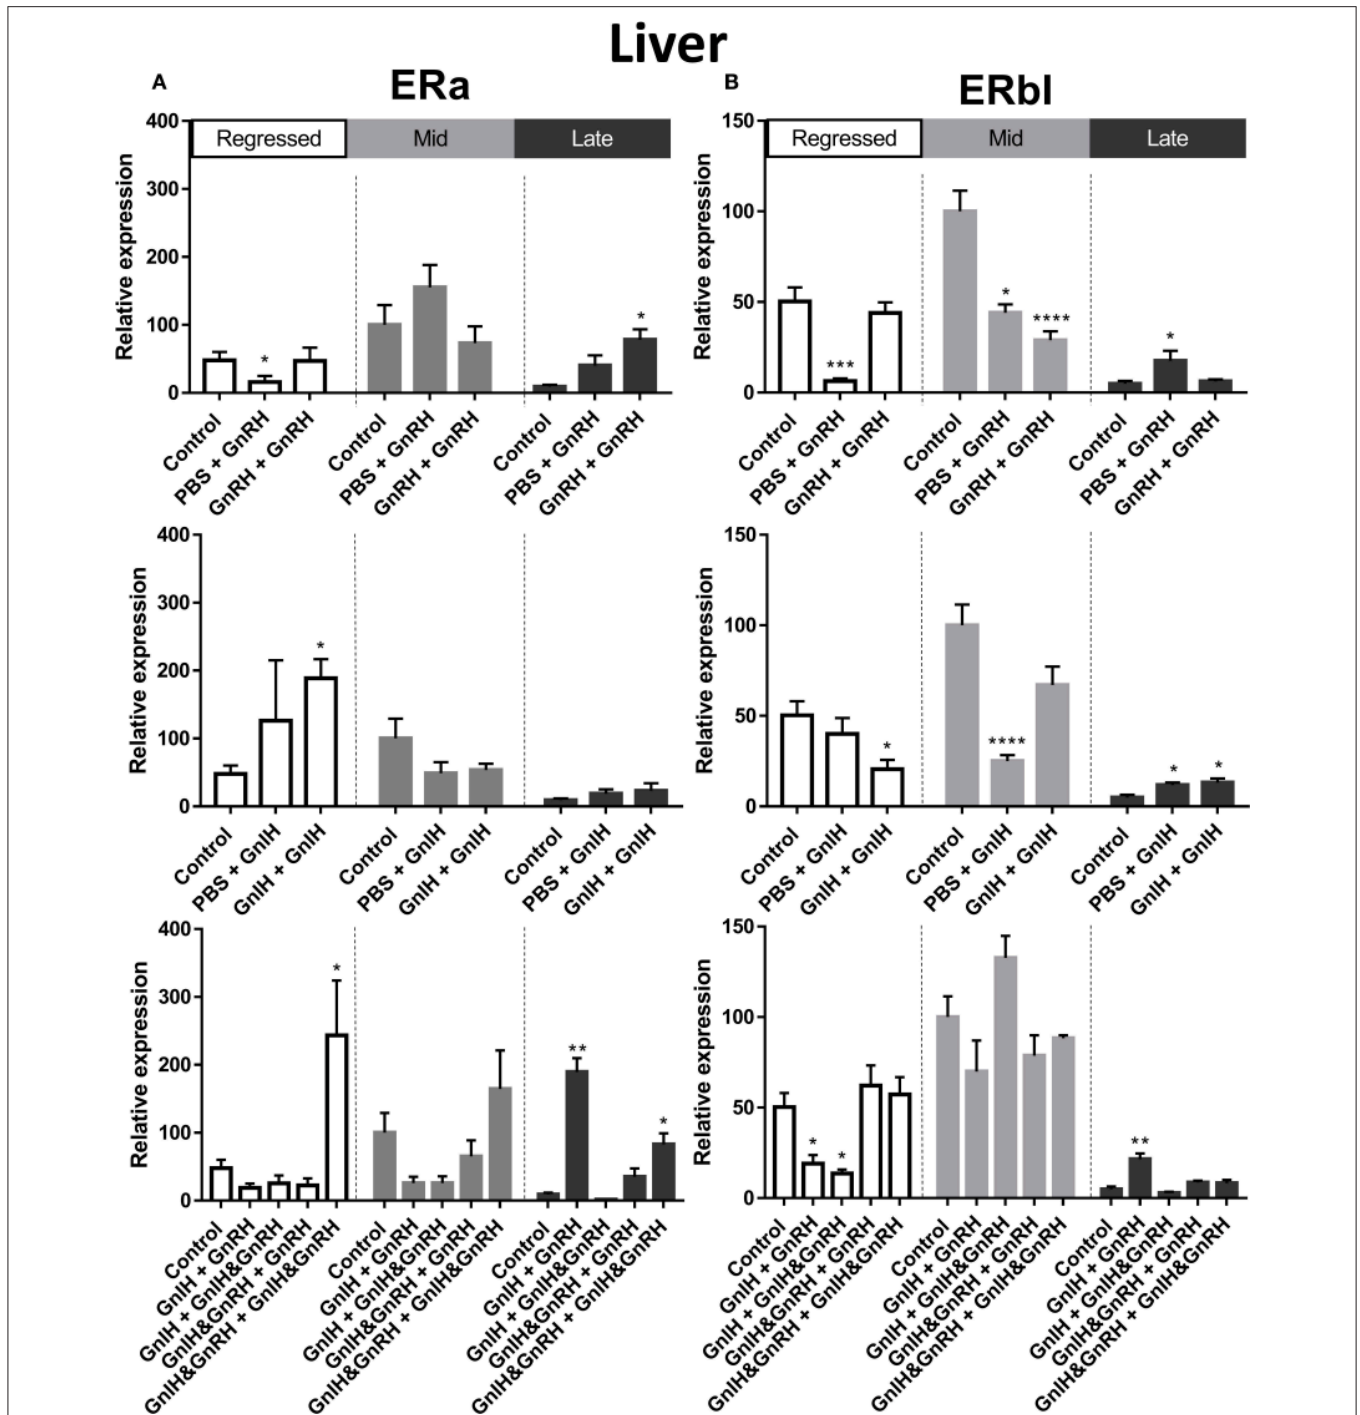 Liver
A
ERa
B
ERbI
Regressed Mid Late
Regressed Mid Late
Relative expression
400
300
200
100
0
*
*
Control
PBS + GnRH
GnRH + GnRH
Control
PBS + GnRH
GnRH + GnRH
Control
PBS + GnRH
GnRH + GnRH
Relative expression
150
100
50
0
***
*
****
*
Control
PBS + GnRH
GnRH + GnRH
Control
PBS + GnRH
GnRH + GnRH
Control
PBS + GnRH
GnRH + GnRH
Relative expression
400
300
200
100
0
*
Control
PBS + GnIH
GnIH + GnIH
Control
PBS + GnIH
GnIH + GnIH
Control
PBS + GnIH
GnIH + GnIH
Relative expression
150
100
50
0
*
****
*
*
Control
PBS + GnIH
GnIH + GnIH
Control
PBS + GnIH
GnIH + GnIH
Control
PBS + GnIH
GnIH + GnIH
Relative expression
400
300
200
100
0
*
**
*
Control
GnIH + GnRH
GnIH + GnIH&GnRH
GnIH&GnRH + GnRH
GnIH&GnRH + GnIH&GnRH
Control
GnIH + GnRH
GnIH + GnIH&GnRH
GnIH&GnRH + GnRH
GnIH&GnRH + GnIH&GnRH
Control
GnIH + GnRH
GnIH + GnIH&GnRH
GnIH&GnRH + GnRH
GnIH&GnRH + GnIH&GnRH
Relative expression
150
100
50
0
*
*
**
Control
GnIH + GnRH
GnIH + GnIH&GnRH
GnIH&GnRH + GnRH
GnIH&GnRH + GnIH&GnRH
Control
GnIH + GnRH
GnIH + GnIH&GnRH
GnIH&GnRH + GnRH
GnIH&GnRH + GnIH&GnRH
Control
GnIH + GnRH
GnIH + GnIH&GnRH
GnIH&GnRH + GnRH
GnIH&GnRH + GnIH&GnRH